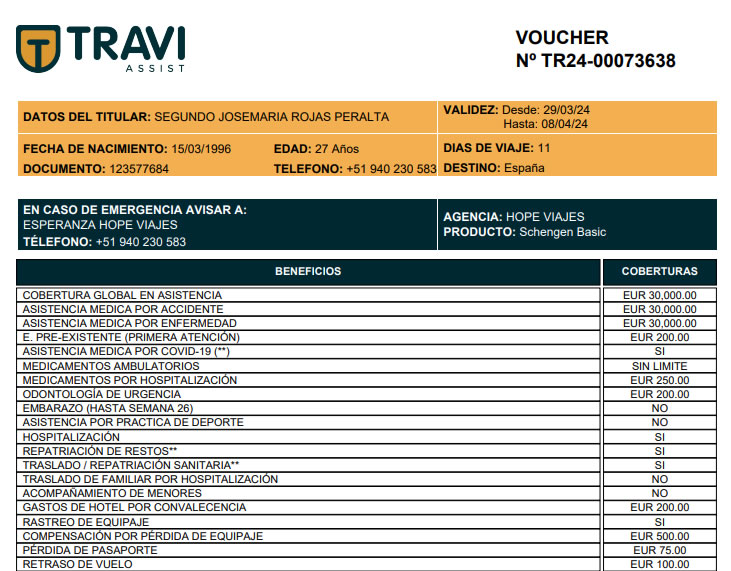 TRAVI
ASSIST
VOUCHER
Nº TR24-00073638
DATOS DEL TITULAR: SEGUNDO JOSEMARIA ROJAS PERALTA
VALIDEZ: Desde: 29/03/24
Hasta: 08/04/24
FECHA DE NACIMIENTO: 15/03/1996 EDAD: 27 Años DIAS DE VIAJE: 11
DOCUMENTO: 123577684 TELEFONO: +51 940 230 583 DESTINO: España
EN CASO DE EMERGENCIA AVISAR A:
ESPERANZA HOPE VIAJES
TÉLEFONO: +51 940 230 583
AGENCIA: HOPE VIAJES
PRODUCTO: Schengen Basic
BENEFICIOS COBERTURAS
COBERTURA GLOBAL EN ASISTENCIA EUR 30,000.00
ASISTENCIA MEDICA POR ACCIDENTE EUR 30,000.00
ASISTENCIA MEDICA POR ENFERMEDAD EUR 30,000.00
E. PRE-EXISTENTE (PRIMERA ATENCIÓN) EUR 200.00
ASISTENCIA MEDICA POR COVID-19 (**) SI
MEDICAMENTOS AMBULATORIOS SIN LIMITE
MEDICAMENTOS POR HOSPITALIZACIÓN EUR 250.00
ODONTOLOGÍA DE URGENCIA EUR 200.00
EMBARAZO (HASTA SEMANA 26) NO
ASISTENCIA POR PRACTICA DE DEPORTE NO
HOSPITALIZACIÓN SI
REPATRIACIÓN DE RESTOS** SI
TRASLADO / REPATRIACIÓN SANITARIA** SI
TRASLADO DE FAMILIAR POR HOSPITALIZACIÓN NO
ACOMPAÑAMIENTO DE MENORES NO
GASTOS DE HOTEL POR CONVALECENCIA EUR 200.00
RASTREO DE EQUIPAJE SI
COMPENSACIÓN POR PÉRDIDA DE EQUIPAJE EUR 500.00
PÉRDIDA DE PASAPORTE EUR 75.00
RETRASO DE VUELO EUR 100.00